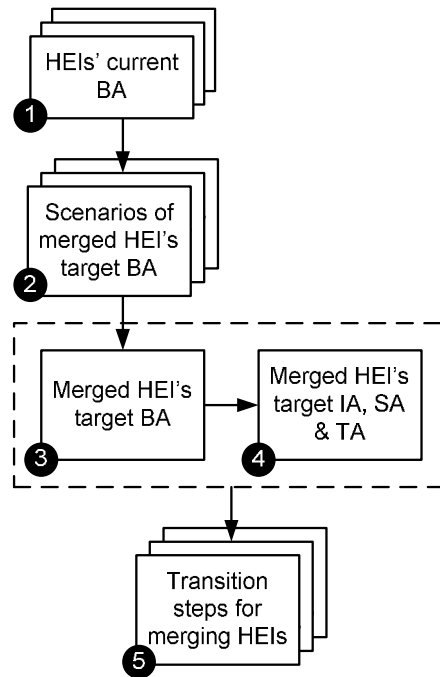 HEIs' current
BA
1
Scenarios of
merged HEI's
target BA
2
Merged HEI's
target BA
3
Merged HEI's
target IA, SA
& TA
4
Transition
steps for
merging HEIs
5